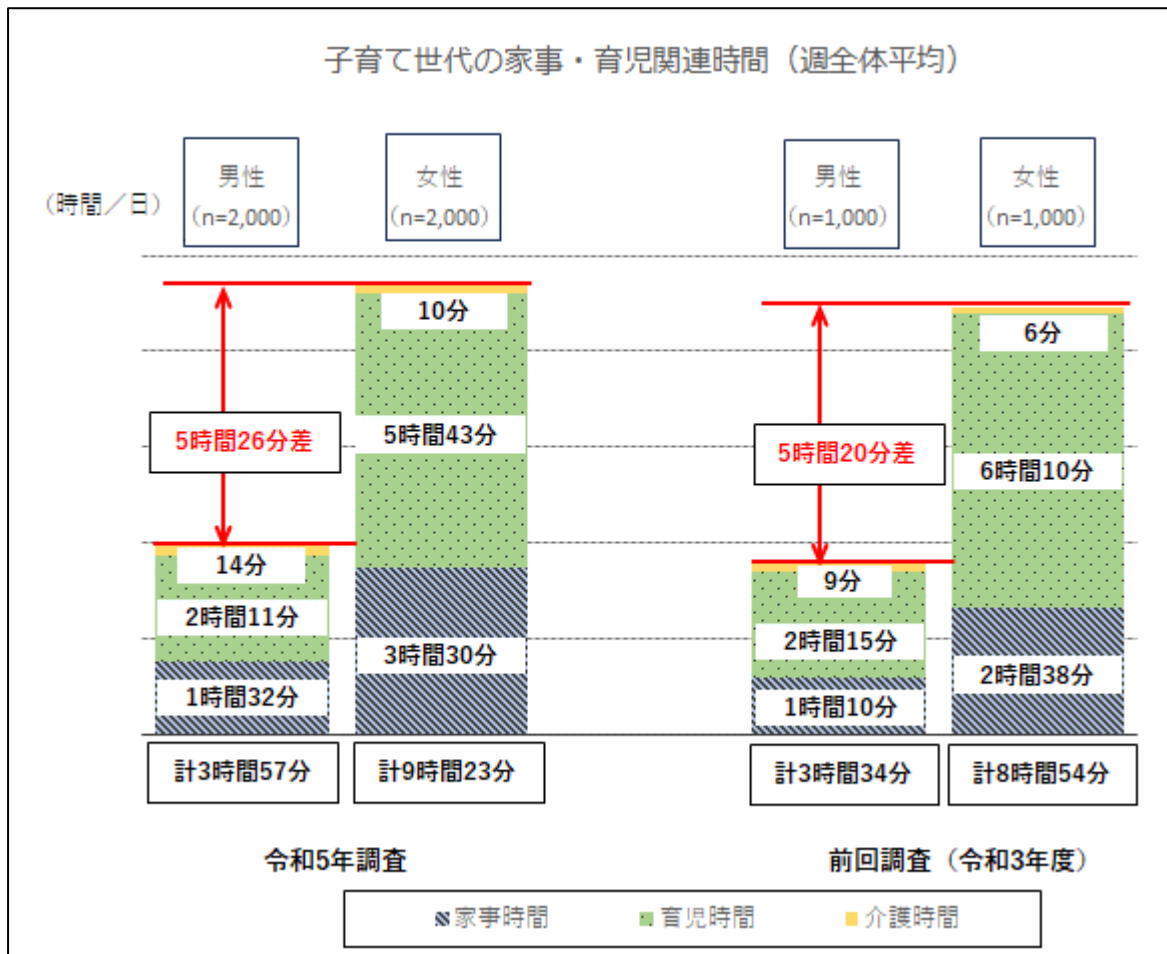 子育て世代の家事・育児関連時間（週全体平均）
（時間／日）
男性
（n=2,000）
女性
（n=2,000）
男性
（n=1,000）
女性
（n=1,000）
10分
5時間43分
3時間30分
5時間26分差
14分
2時間11分
1時間32分
6分
6時間10分
2時間38分
5時間20分差
9分
2時間15分
1時間10分
計3時間57分
計9時間23分
計3時間34分
計8時間54分
令和5年調査
前回調査（令和3年度）
家事時間
育児時間
介護時間